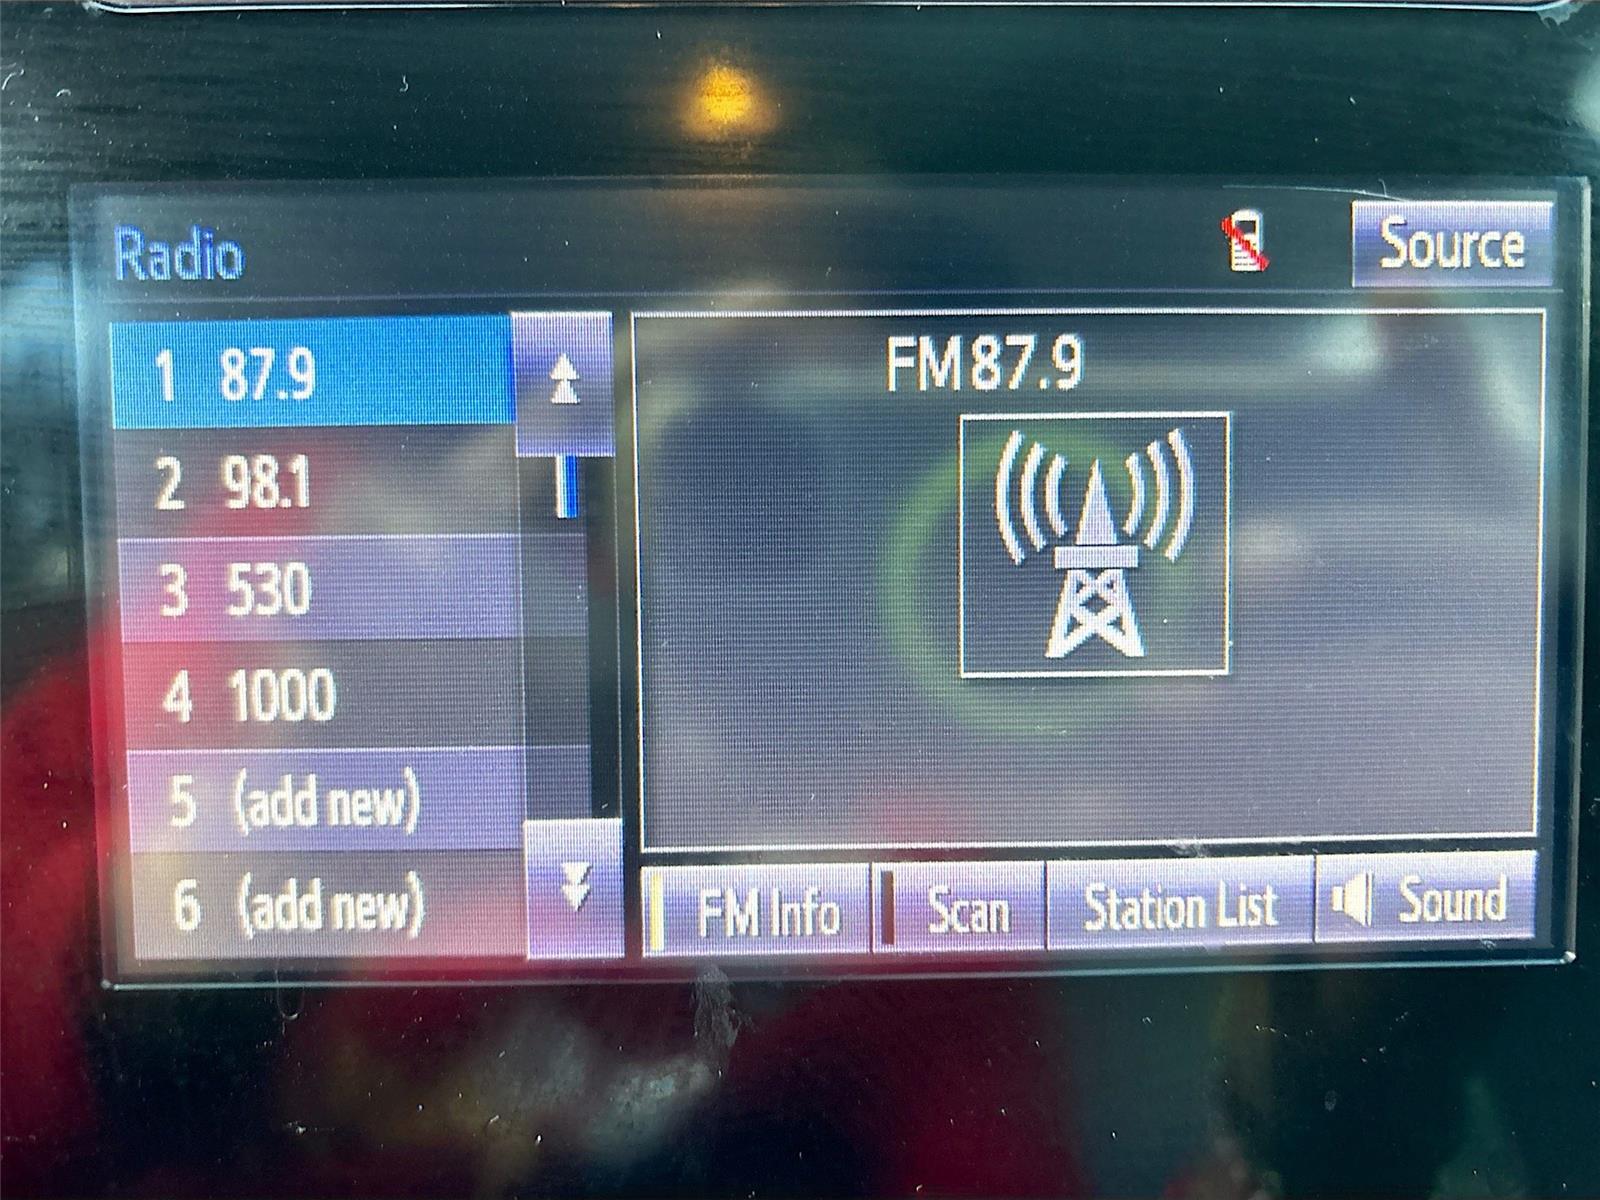 Radio
Source
1 87.9
2 98.1
3 530
4 1000
5 (add new)
6 (add new)
FM87.9
FM Info
Scan
Station List
Sound